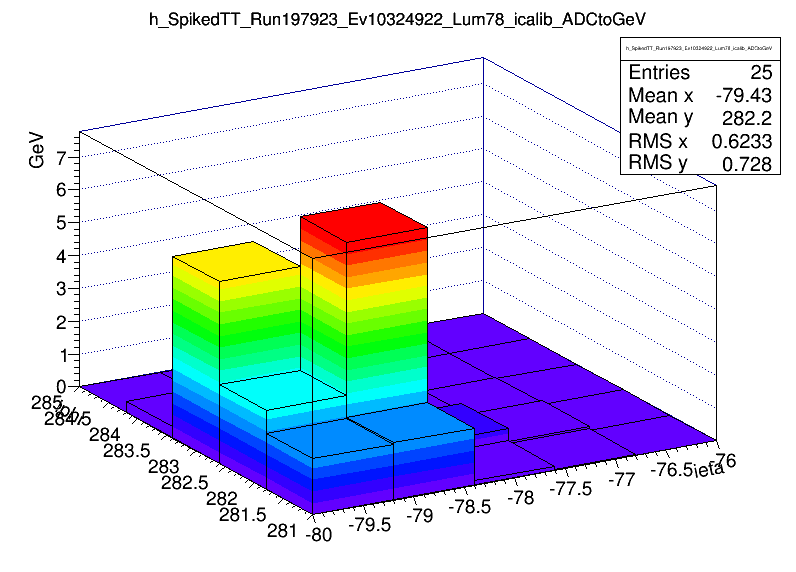 h_SpikedTT_Run197923_Ev10324922_Lum78_icalib_ADCtoGeV
h_SpikedTT_Run197923_Ev10324922_Lum78_icalib_ADCtoGeV
Entries 25
Mean x -79.43
Mean y 282.2
RMS x 0.6233
RMS y 0.728
GeV
7
6
5
4
3
2
1
0
285
284.5
284
283.5
283
282.5
282
281.5
281
-80
-79.5
-79
-78.5
-78
-77.5
-77
-76.5
-76
ieta